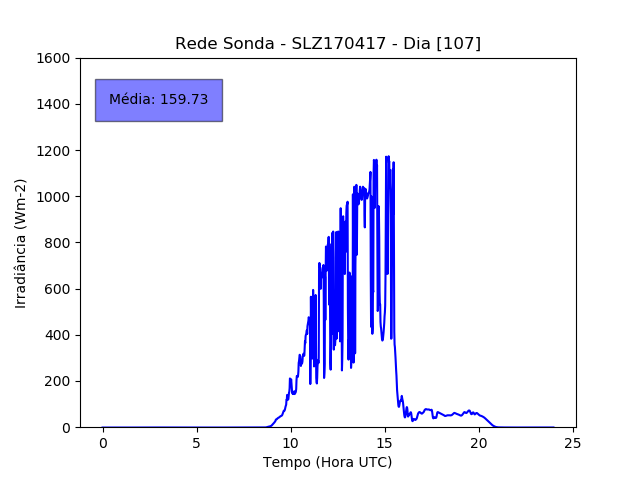 Rede Sonda - SLZ170417 - Dia [107]
1600
1400
1200
1000
800
600
400
200
0
Média: 159.73
Irradiância (Wm-2)
0 5 10 15 20 25
Tempo (Hora UTC)